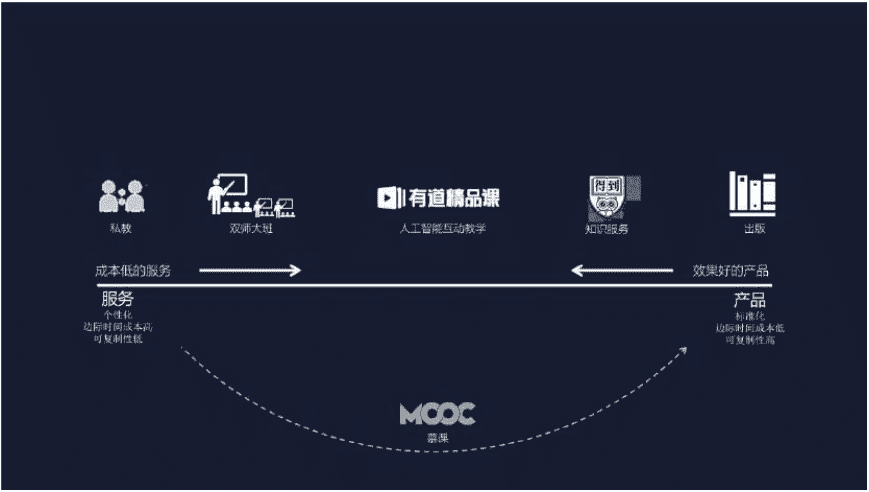 得到
有道精品课
私教
双师大班
人工智能互动教学
知识服务
出版
成本低的服务
效果好的产品
服务
产品
个性化
边际时间成本高
可复制性低
标准化
边际时间成本低
可复制性高
MOOC
慕课